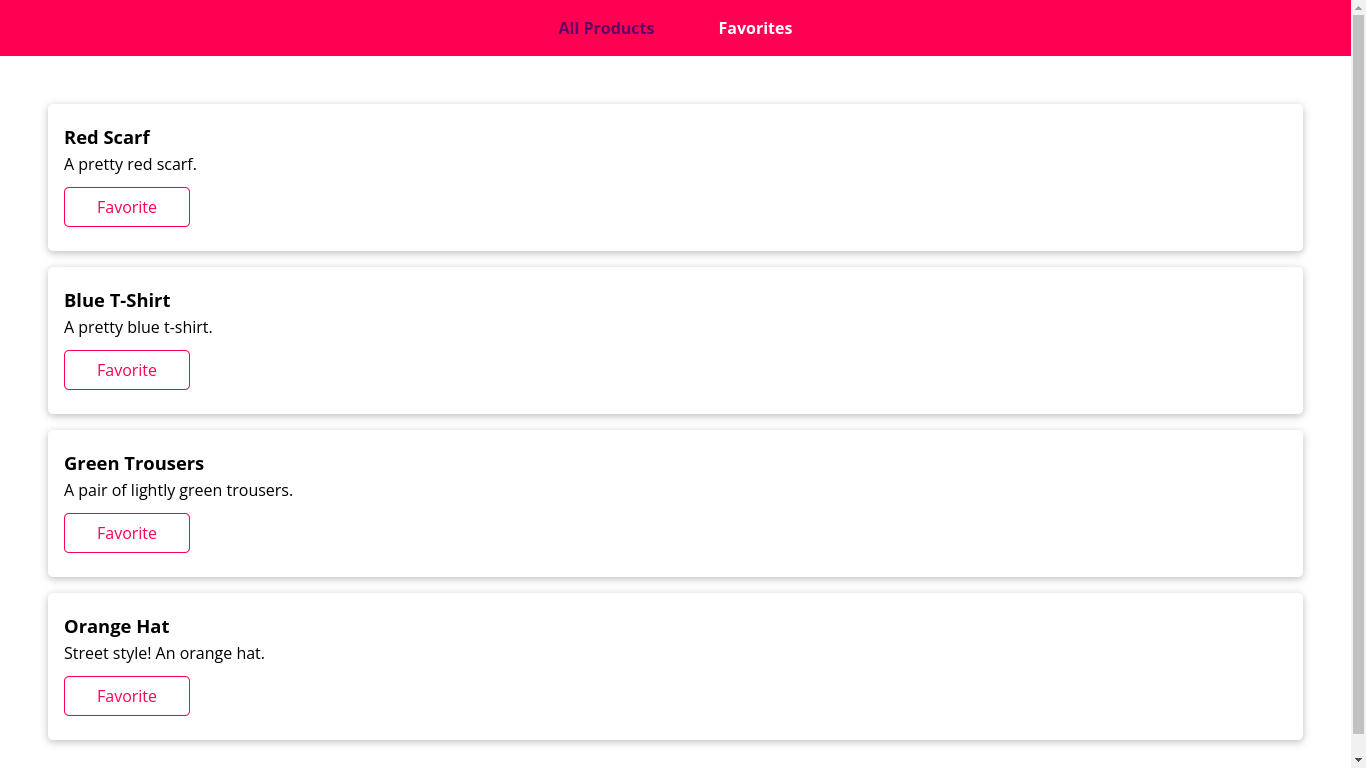 All Products Favorites
Red Scarf
A pretty red scarf.
Favorite
Blue T-Shirt
A pretty blue t-shirt.
Favorite
Green Trousers
A pair of lightly green trousers.
Favorite
Orange Hat
Street style! An orange hat.
Favorite